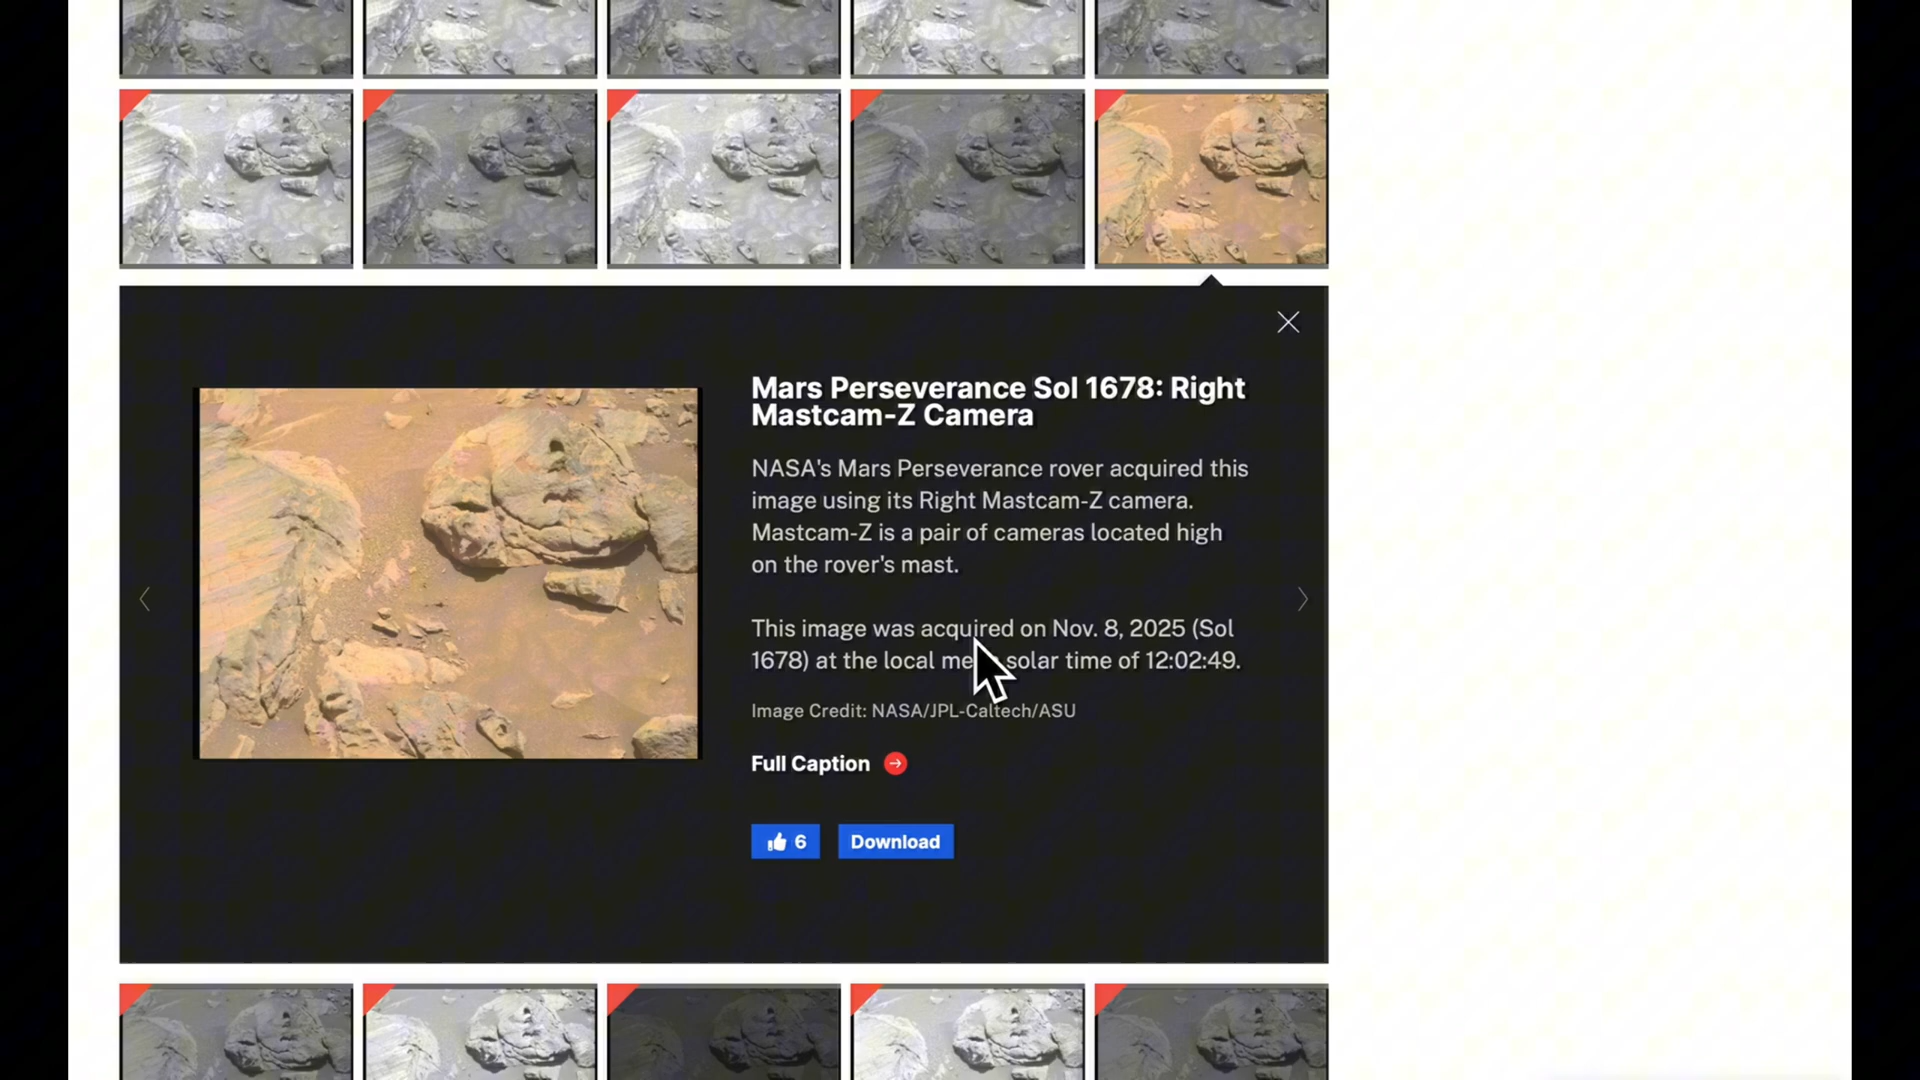 Mars Perseverance Sol 1678: Right
Mastcam-Z Camera
NASA's Mars Perseverance rover acquired this
image using its Right Mastcam-Z camera.
Mastcam-Z is a pair of cameras located high
on the rover's mast.
This image was acquired on Nov. 8, 2025 (Sol
1678) at the local mean solar time of 12:02:49.
Image Credit: NASA/JPL-Caltech/ASU
Full Caption
6
Download